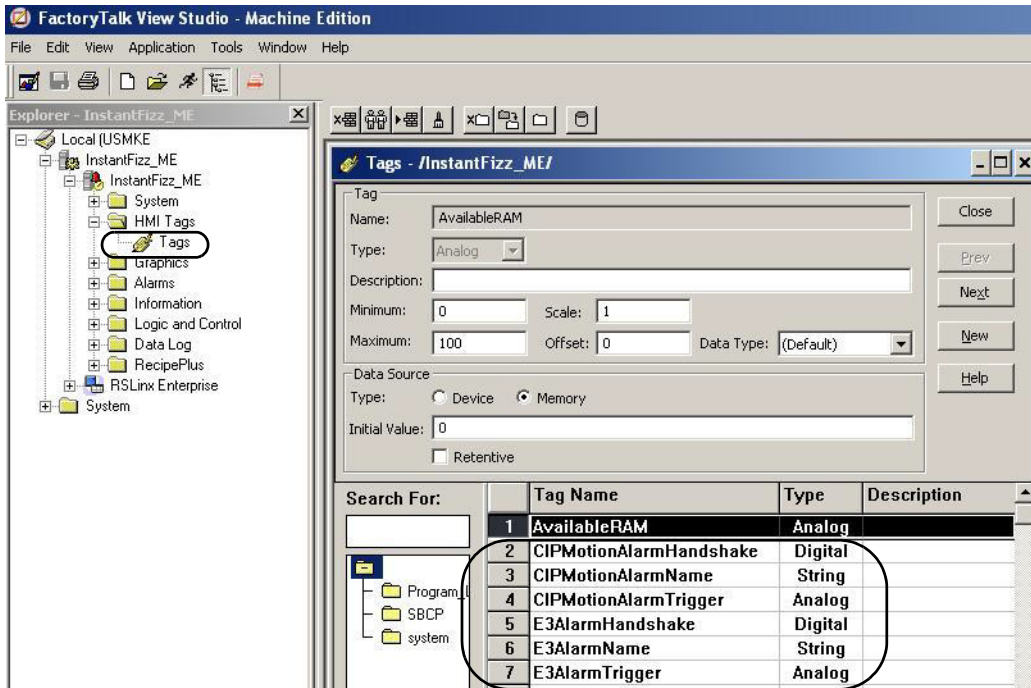 FactoryTalk View Studio - Machine Edition
File Edit View Application Tools Window Help
Explorer - InstantFizz_ME
Local (USMKE
InstantFizz_ME
InstantFizz_ME
System
HMI Tags
Tags
Graphics
Alarms
Information
Logic and Control
Data Log
RecipePlus
RSLinx Enterprise
System
Tags - /InstantFizz_ME/
Tag
Name: AvailableRAM
Type: Analog
Description:
Minimum: 0 Scale: 1
Maximum: 100 Offset: 0 Data Type: (Default)
Data Source
Type: Device Memory
Initial Value: 0
Retentive
Close
Prev
Next
New
Help
Search For:
Program_
SBCP
system
Tag Name Type Description
1 AvailableRAM Analog
2 CIPMotionAlarmHandshake Digital
3 CIPMotionAlarmName String
4 CIPMotionAlarmTrigger Analog
5 E3AlarmHandshake Digital
6 E3AlarmName String
7 E3AlarmTrigger Analog